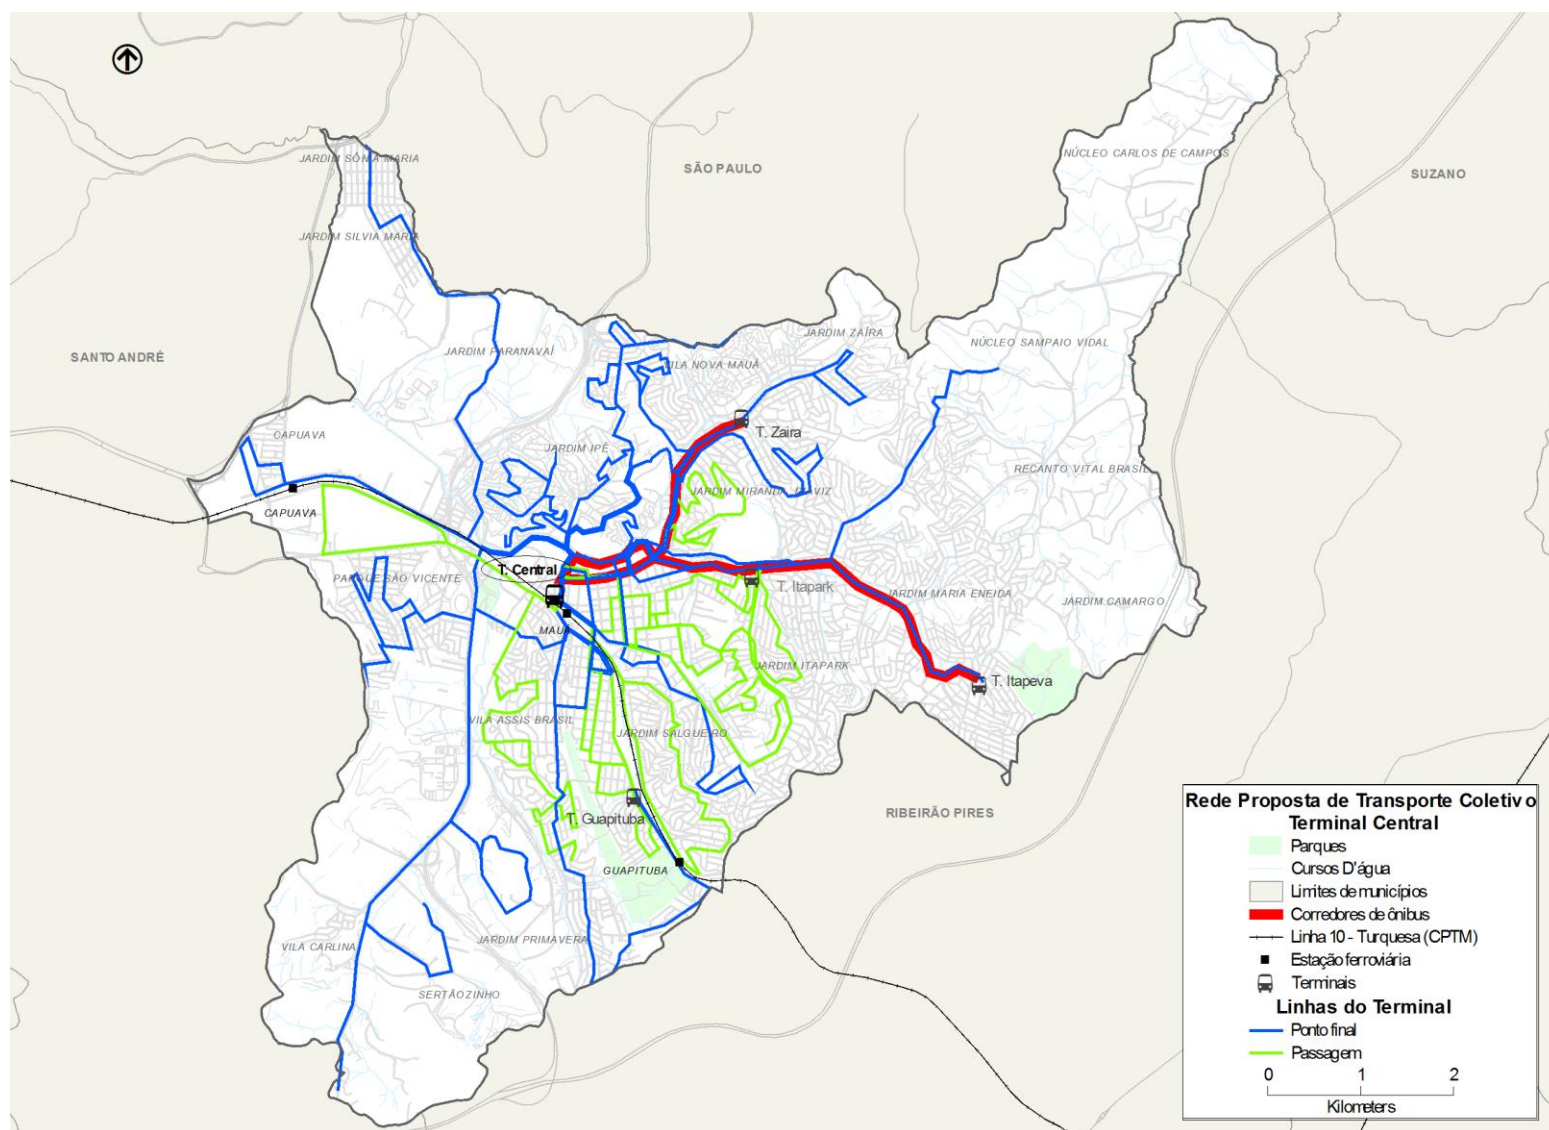 JARDIM SÔNIA MARIA
SÃO PAULO
NÚCLEO CARLOS DE CAMPOS
SUZANO
JARDIM SILVIA MARIA
JARDIM ZAÍRA
NÚCLEO SAMPAIO VIDAL
SANTO ANDRÉ
JARDIM PARANAVAÍ
VILA NOVA MAUÁ
CAPUAVA
T. Zaira
JARDIM IPÊ
RECANTO VITAL BRASIL
JARDIM MIRANDA D'AVIZ
CAPUAVA
T. Central
PARQUE SÃO VICENTE
T. Itapark
JARDIM MARIA ENEIDA
JARDIM CAMARGO
MAUÁ
JARDIM ITAPARK
T. Itapeva
VILA ASSIS BRASIL
JARDIM SALGUEIRO
T. Guapituba
RIBEIRÃO PIRES
GUAPITUBA
JARDIM PRIMAVERA
VILA CARLINA
SERTÃOZINHO
Rede Proposta de Transporte Coletivo
Terminal Central
Parques
Cursos D'água
Limites de municípios
Corredores de ônibus
Linha 10 - Turquesa (CPTM)
Estação ferroviária
Terminais
Linhas do Terminal
Ponto final
Passagem
0 1 2
Kilometers